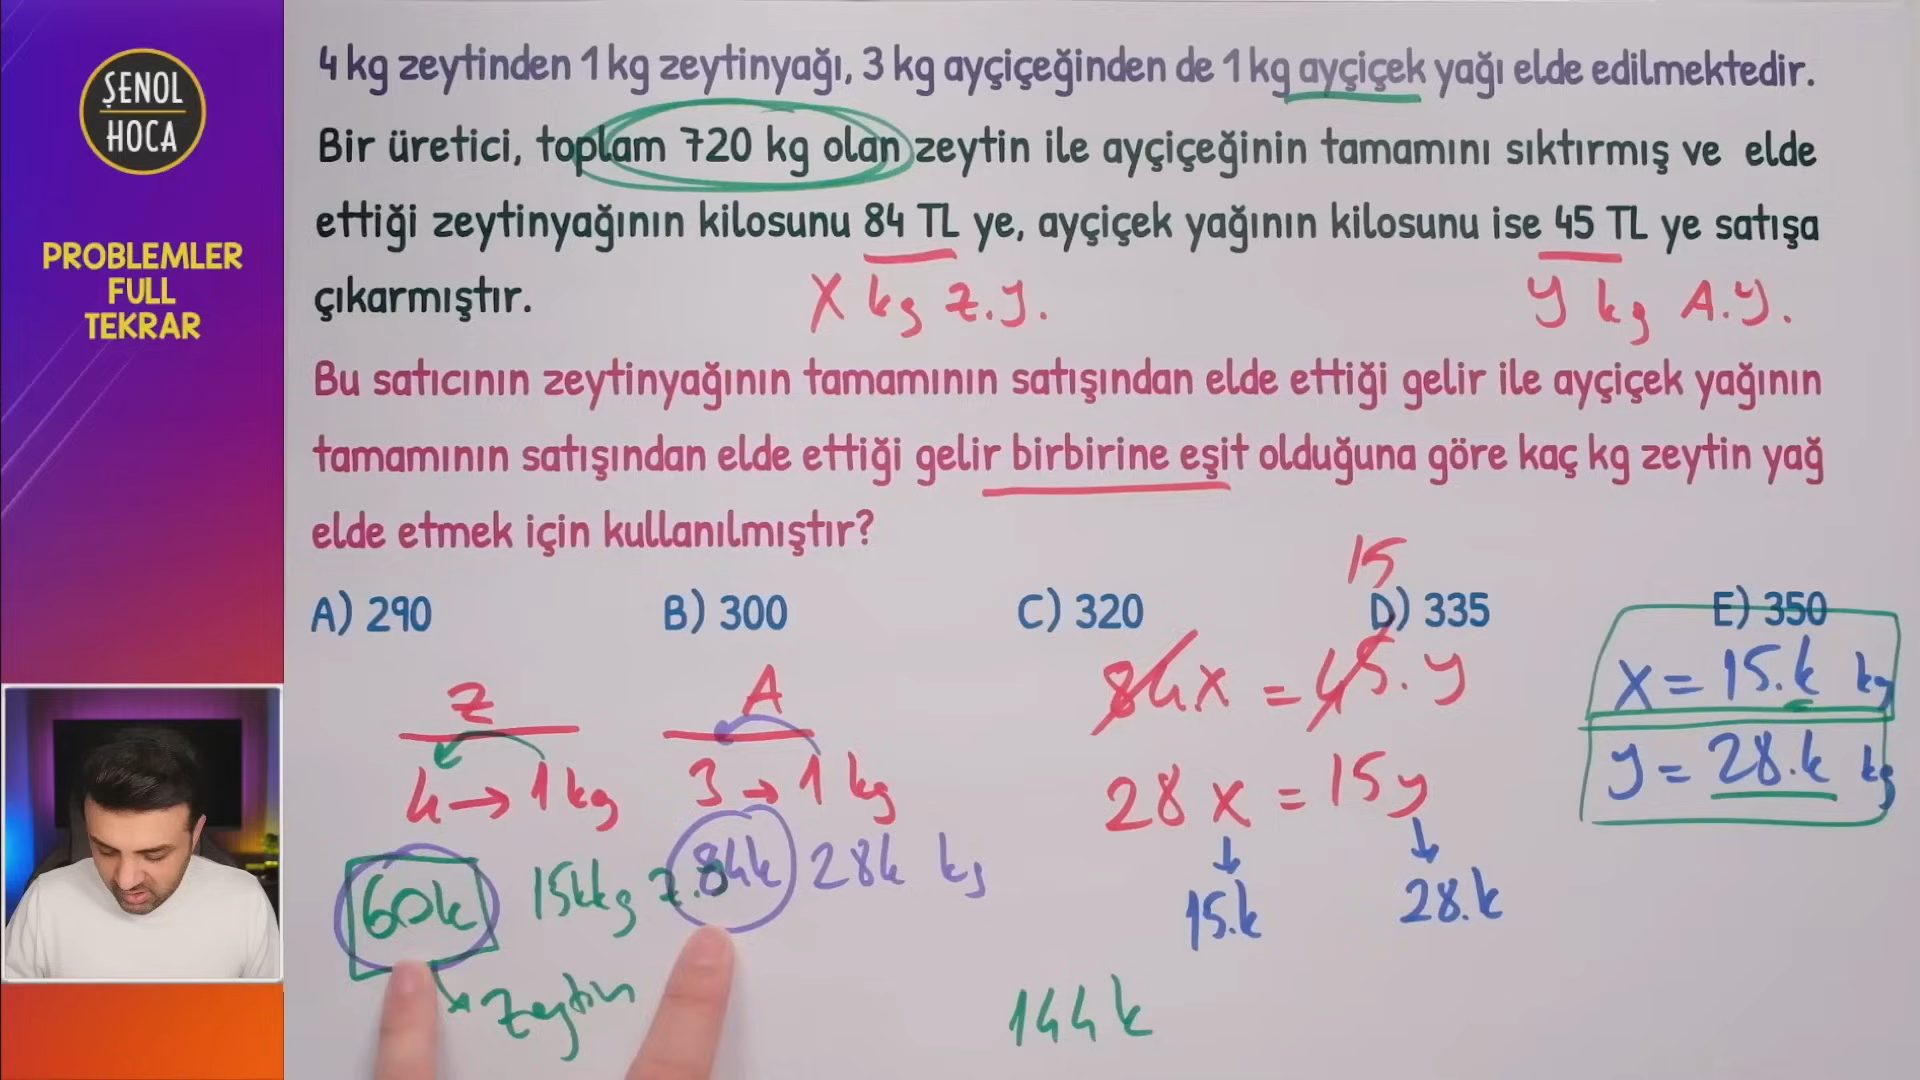 ŞENOL
HOCA
PROBLEMLER
FULL
TEKRAR
4 kg zeytinden 1 kg zeytinyağı, 3 kg ayçiçeğinden de 1 kg ayçiçek yağı elde edilmektedir.
Bir üretici, toplam 720 kg olan zeytin ile ayçiçeğinin tamamını sıktırmış ve elde
ettiği zeytinyağının kilosunu 84 TL ye, ayçiçek yağının kilosunu ise 45 TL ye satışa
çıkarmıştır.
X kg z.y.
y kg A.y.
Bu satıcının zeytinyağının tamamının satışından elde ettiği gelir ile ayçiçek yağının
tamamının satışından elde ettiği gelir birbirine eşit olduğuna göre kaç kg zeytin yağ
elde etmek için kullanılmıştır?
A) 290
B) 300
C) 320
D) 335
E) 350
15
Z
A
84x = 45.y
x = 15.k kg
4 → 1 kg
3 → 1 kg
28x = 15y
y = 28.k kg
60k
15k kg
84k
28k kg
15.k
28.k
Zeytin
144k